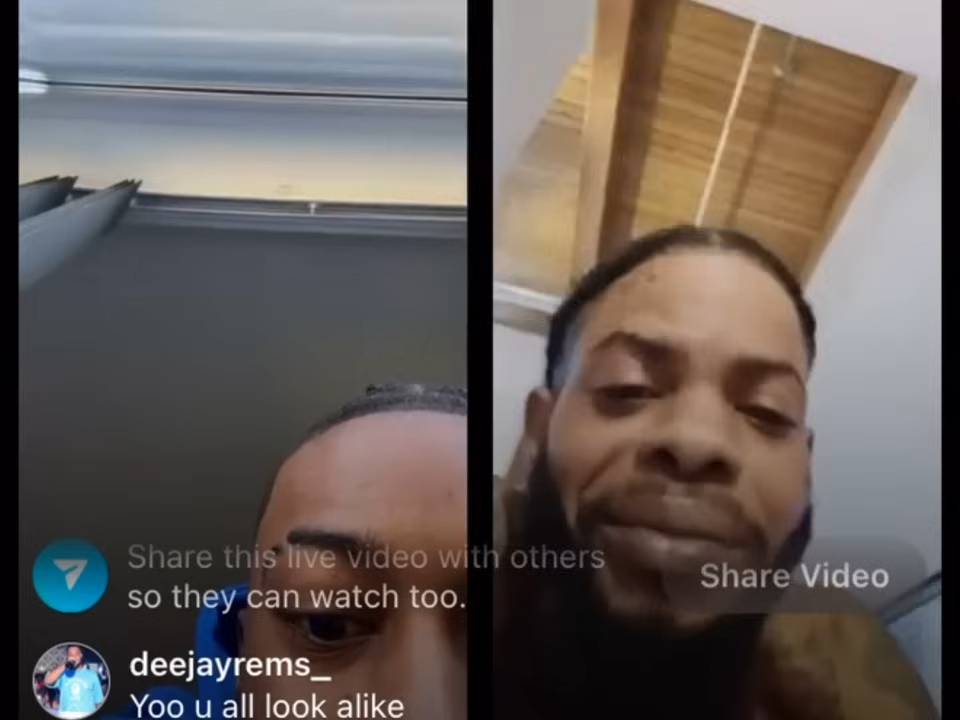 Share this live video with others
so they can watch too.
Share Video
deejayrems_
Yoo u all look alike